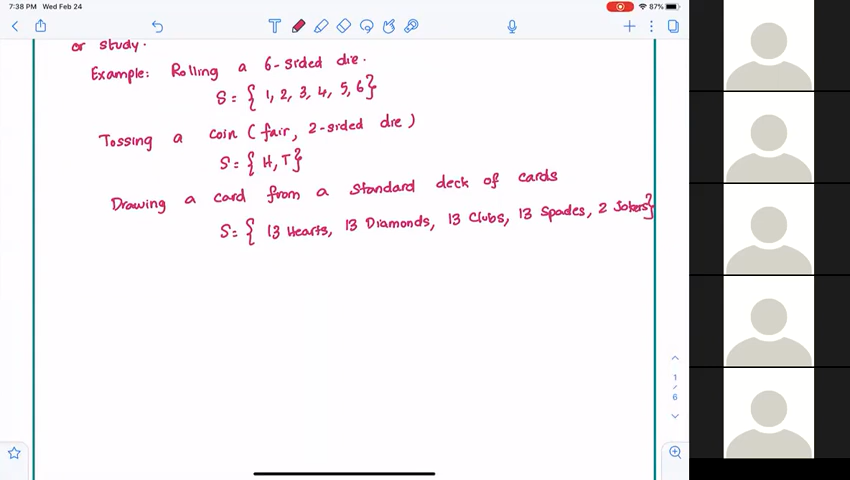 7:38 PM Wed Feb 24
87%
or study.
Example: Rolling a 6-sided die.
S = { 1, 2, 3, 4, 5, 6}
Tossing a coin ( fair, 2-sided die )
S = { H, T}
Drawing a card from a standard deck of cards
S = { 13 Hearts, 13 Diamonds, 13 Clubs, 13 Spades, 2 Jokers}
1
/
6